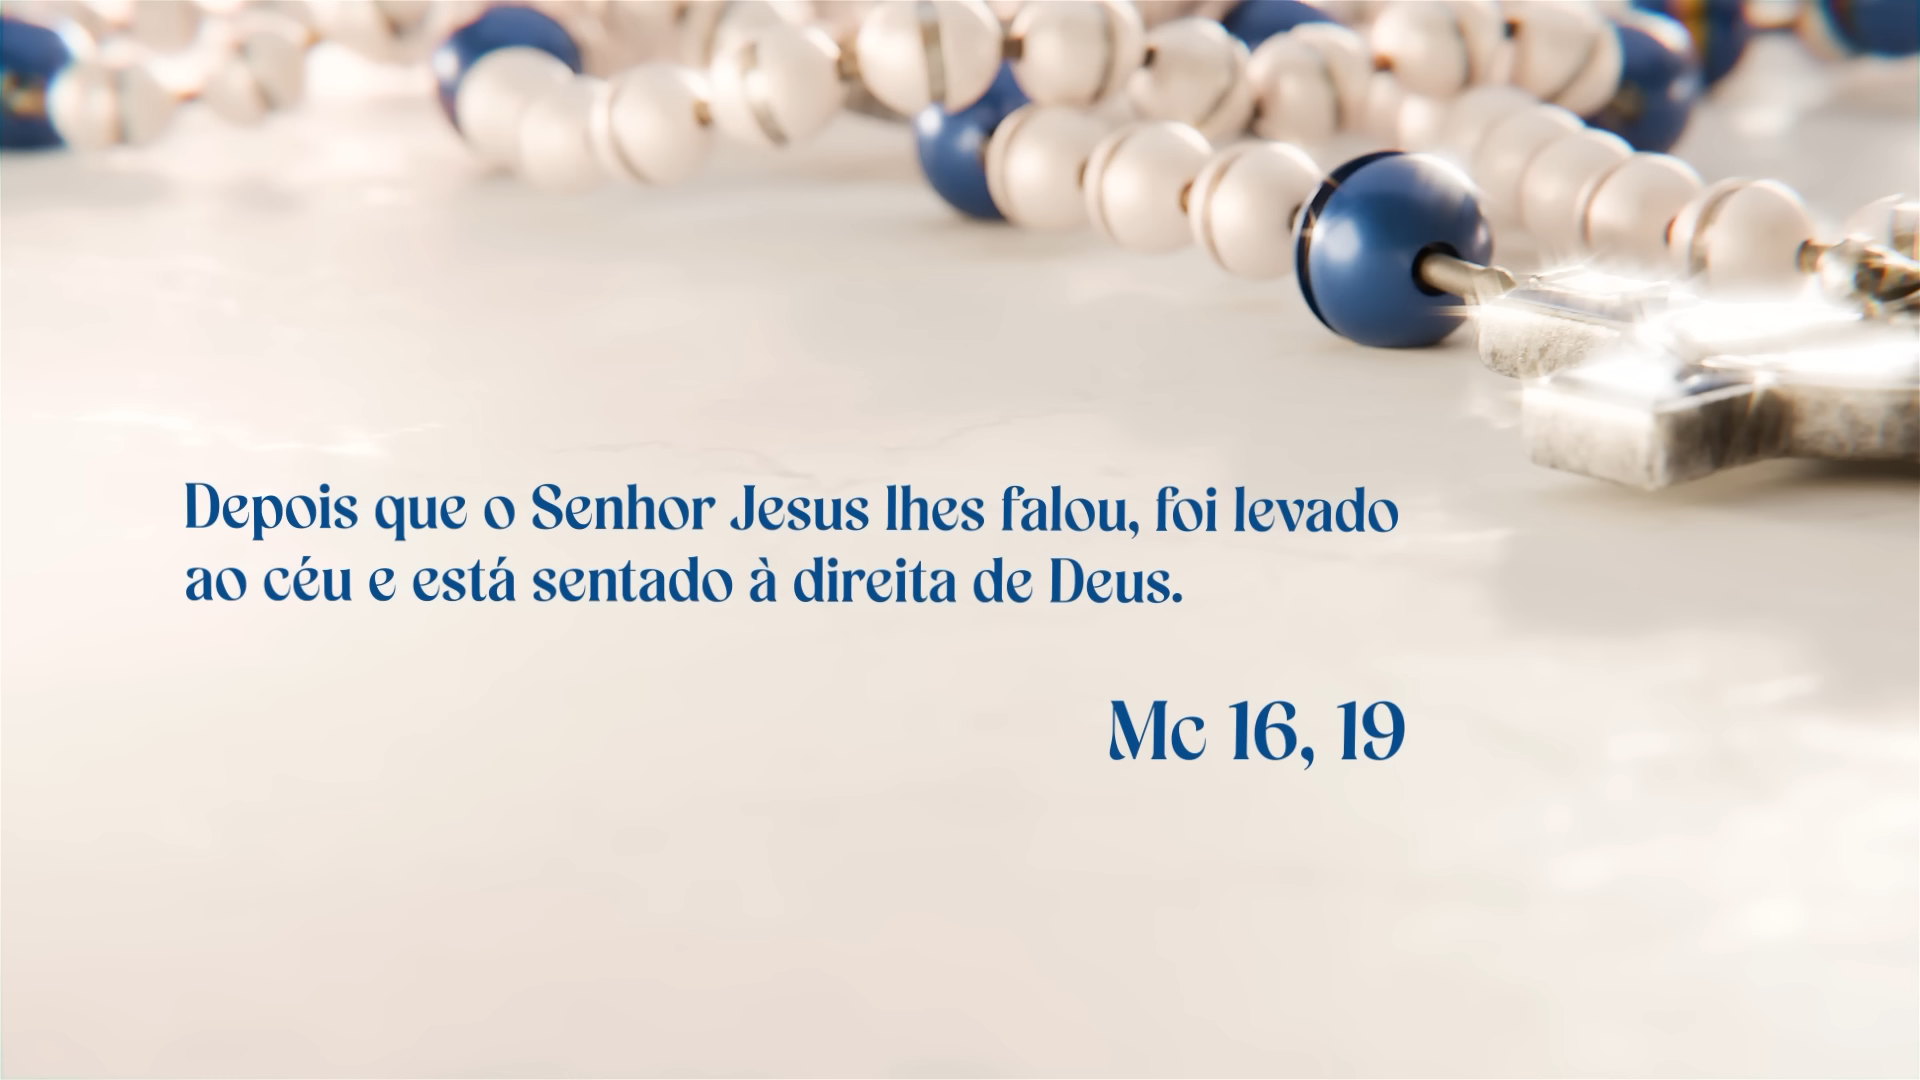 Depois que o Senhor Jesus lhes falou, foi levado
ao céu e está sentado à direita de Deus.
Mc 16, 19